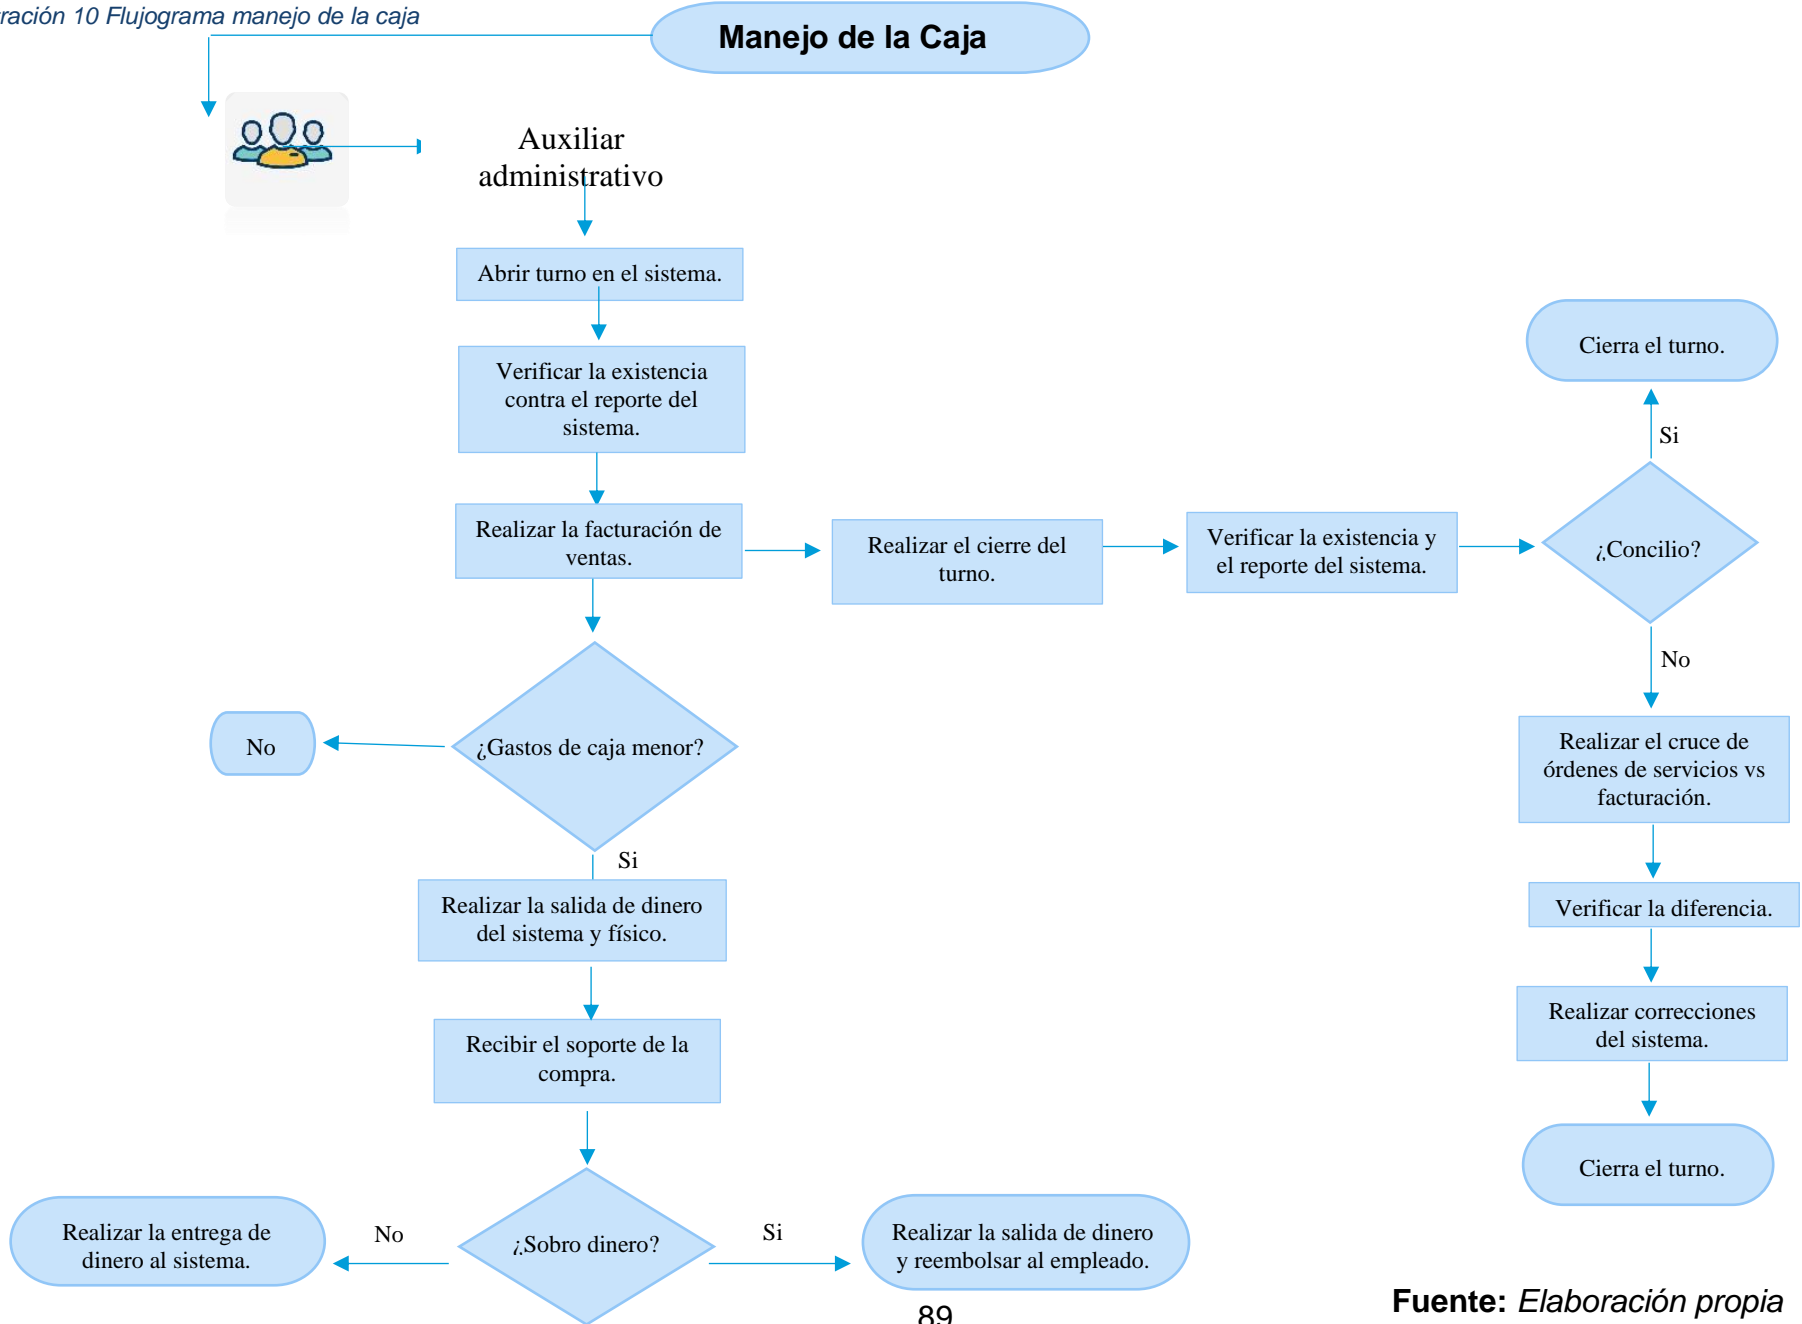 ración 10 Flujograma manejo de la caja
Manejo de la Caja
Auxiliar
administrativo
Abrir turno en el sistema.
Verificar la existencia
contra el reporte del
sistema.
Realizar la facturación de
ventas.
Realizar el cierre del
turno.
Verificar la existencia y
el reporte del sistema.
¿Concilio?
Si
Cierra el turno.
No
Realizar el cruce de
órdenes de servicios vs
facturación.
Verificar la diferencia.
Realizar correcciones
del sistema.
Cierra el turno.
¿Gastos de caja menor?
No
Si
Realizar la salida de dinero
del sistema y físico.
Recibir el soporte de la
compra.
¿Sobro dinero?
No
Realizar la entrega de
dinero al sistema.
Si
Realizar la salida de dinero
y reembolsar al empleado.
Fuente: Elaboración propia
89